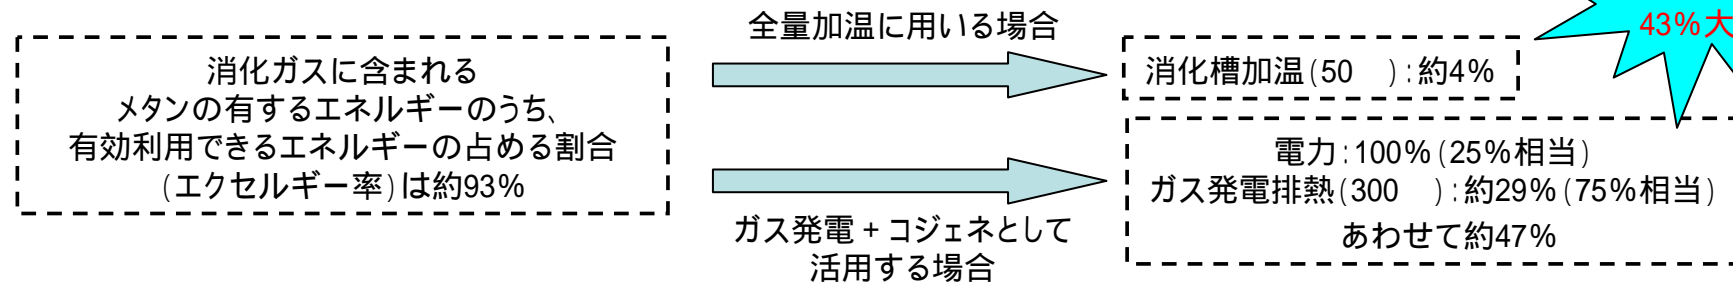 全量加温に用いる場合
43%大
消化ガスに含まれる
メタンの有するエネルギーのうち、
有効利用できるエネルギーの占める割合
(エクセルギー率)は約93%
消化槽加温(50　):約4%
電力:100%(25%相当)
ガス発電排熱(300　):約29%(75%相当)
あわせて約47%
ガス発電+コジェネとして
活用する場合